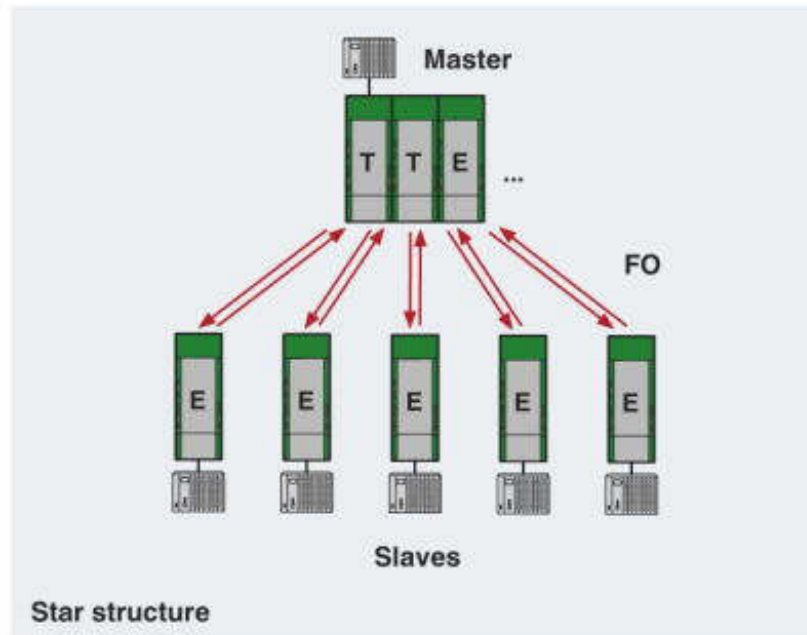 Master
T T E ...
FO
E E E E E
Slaves
Star structure